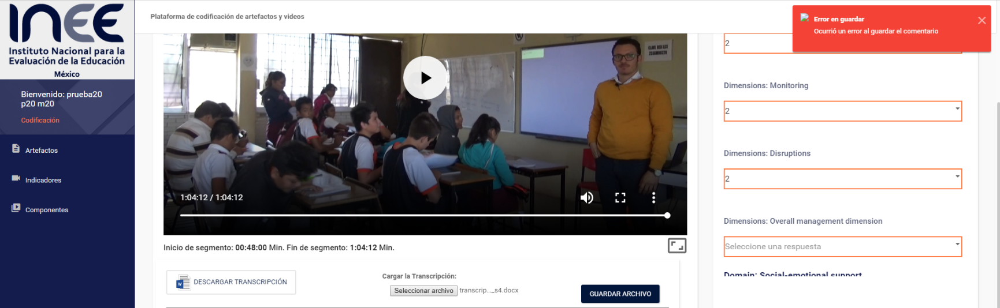 INEE
Instituto Nacional para la
Evaluación de la Educación
México
Bienvenido: prueba20
p20 m20
Codificación
Artefactos
Indicadores
Componentes
Plataforma de codificación de artefactos y videos
1:04:12 / 1:04:12
Inicio de segmento: 00:48:00 Min. Fin de segmento: 1:04:12 Min.
DESCARGAR TRANSCRIPCIÓN
Cargar la Transcripción:
Seleccionar archivo transcrip..._s4.docx
GUARDAR ARCHIVO
Error en guardar
Ocurrió un error al guardar el comentario
2
Dimensions: Monitoring
2
Dimensions: Disruptions
2
Dimensions: Overall management dimension
Seleccione una respuesta
Domain: Social-emotional support